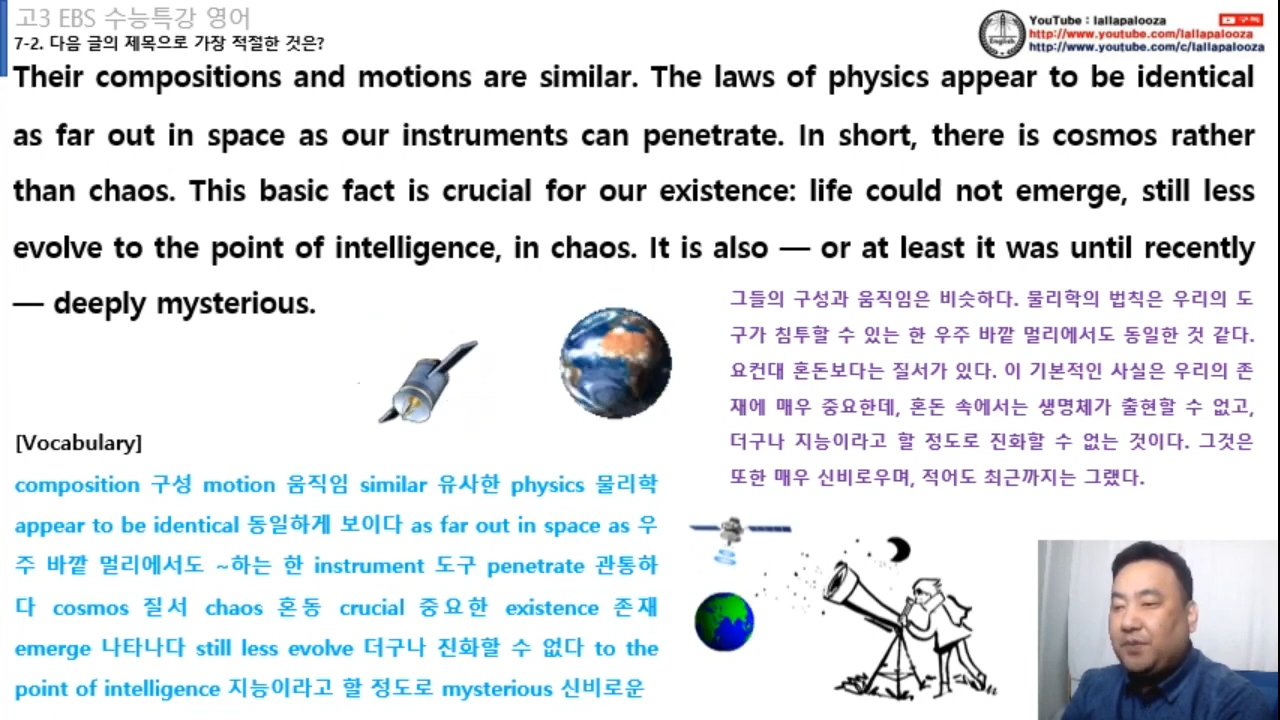 고3 EBS 수능특강 영어
7-2. 다음 글의 제목으로 가장 적절한 것은?
YouTube : lallapalooza
구독
http://www.youtube.com/lallapalooza
http://www.youtube.com/c/lallapalooza
English
Their compositions and motions are similar. The laws of physics appear to be identical
as far out in space as our instruments can penetrate. In short, there is cosmos rather
than chaos. This basic fact is crucial for our existence: life could not emerge, still less
evolve to the point of intelligence, in chaos. It is also — or at least it was until recently
— deeply mysterious.
그들의 구성과 움직임은 비슷하다. 물리학의 법칙은 우리의 도
구가 침투할 수 있는 한 우주 바깥 멀리에서도 동일한 것 같다.
요컨대 혼돈보다는 질서가 있다. 이 기본적인 사실은 우리의 존
재에 매우 중요한데, 혼돈 속에서는 생명체가 출현할 수 없고,
더구나 지능이라고 할 정도로 진화할 수 없는 것이다. 그것은
또한 매우 신비로우며, 적어도 최근까지는 그랬다.
[Vocabulary]
composition 구성 motion 움직임 similar 유사한 physics 물리학
appear to be identical 동일하게 보이다 as far out in space as 우
주 바깥 멀리에서도 ~하는 한 instrument 도구 penetrate 관통하
다 cosmos 질서 chaos 혼동 crucial 중요한 existence 존재
emerge 나타나다 still less evolve 더구나 진화할 수 없다 to the
point of intelligence 지능이라고 할 정도로 mysterious 신비로운